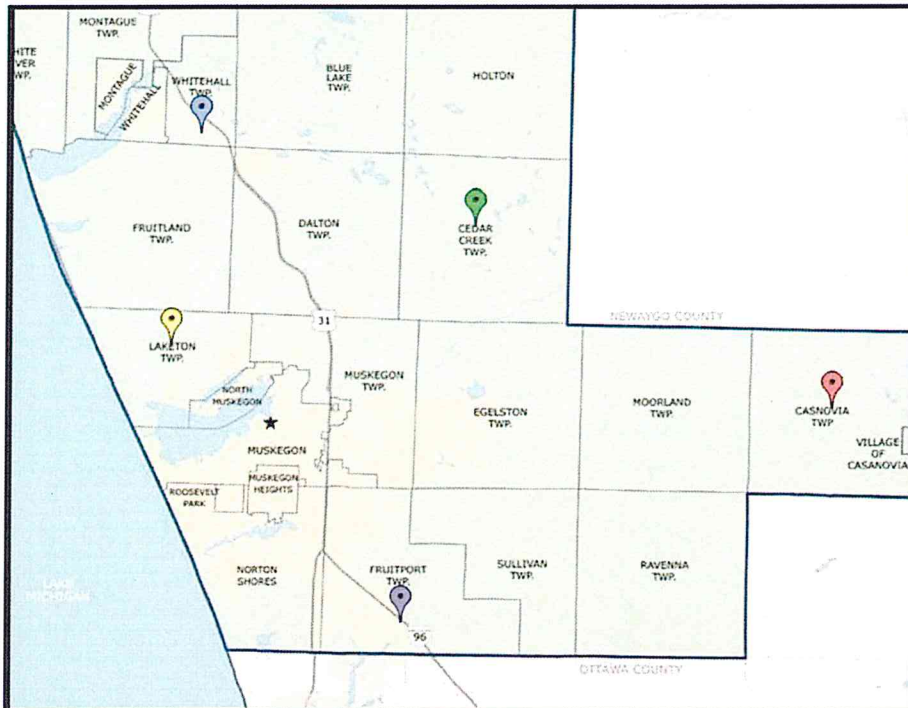 MONTAGUE
TWP.
HITE
VER
WP.
MONTAGUE
WHITEHALL
WHITEHALL
TWP.
BLUE
LAKE
TWP.
HOLTON
FRUITLAND
TWP.
DALTON
TWP.
CEDAR
CREEK
TWP.
31
NEWAYGO COUNTY
LAKETON
TWP.
NORTH
MUSKEGON
MUSKEGON
TWP.
EGELSTON
TWP.
MOORLAND
TWP.
CASNOVIA
TWP
VILLAGE
OF
CASANOVIA
MUSKEGON
MUSKEGON
HEIGHTS
ROOSEVELT
PARK
NORTON
SHORES
FRUITPORT
TWP.
SULLIVAN
TWP.
RAVENNA
TWP.
LAKE
MICHIGAN
96
OTTAWA COUNTY